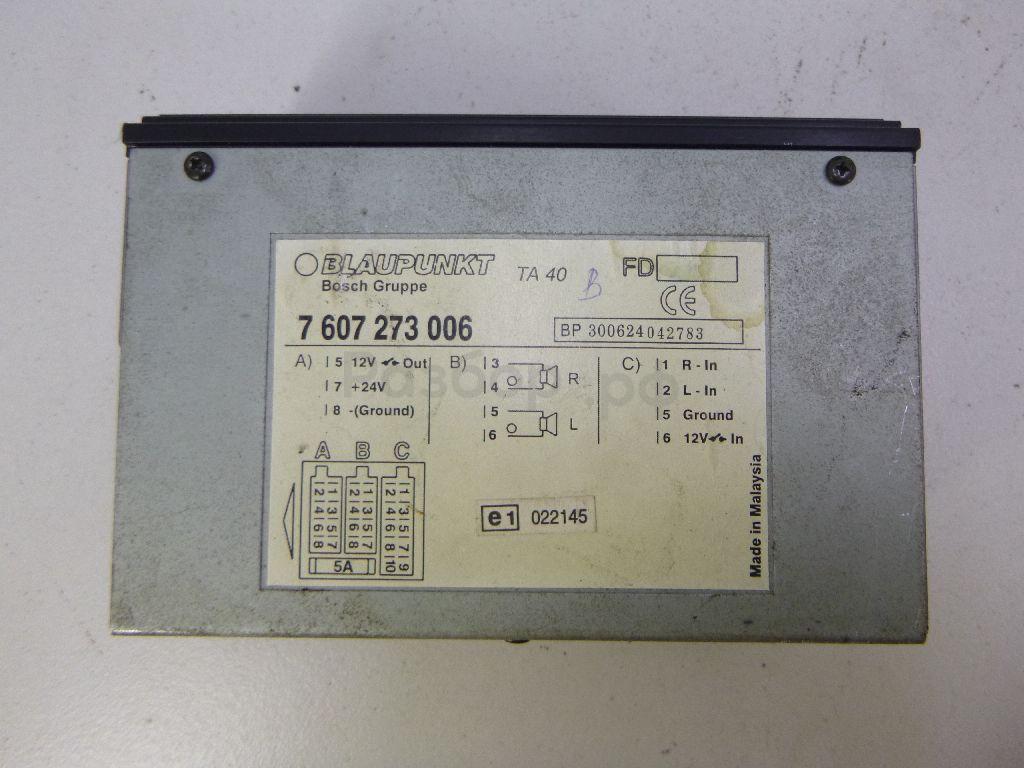 BLAUPUNKT TA 40 B FD
Bosch Gruppe CE
7 607 273 006 BP 300624042783
A) 5 12V Out B) 3 R C) 1 R - In
7 +24V 4 2 L - In
8 -(Ground) 5 L 5 Ground
6 6 12V In
Разбор.рф
A B C
1 3 5 7 1 3 5 7 1 3 5 7 9
2 4 6 8 2 4 6 8 2 4 6 8 10
5A
e1 022145
Made in Malaysia